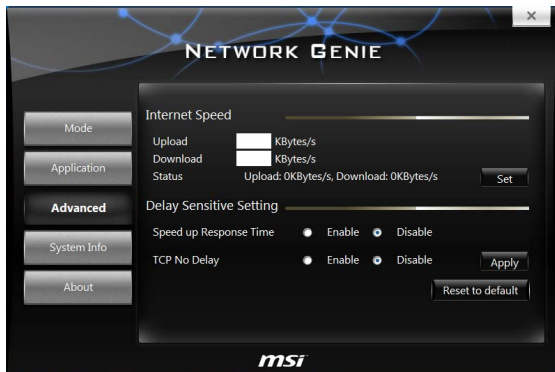 ×
NETWORK GENIE
Mode
Application
Advanced
System Info
About
Internet Speed
Upload KBytes/s
Download KBytes/s
Status Upload: 0KBytes/s, Download: 0KBytes/s Set
Delay Sensitive Setting
Speed up Response Time Enable Disable
TCP No Delay Enable Disable Apply
Reset to default
msi